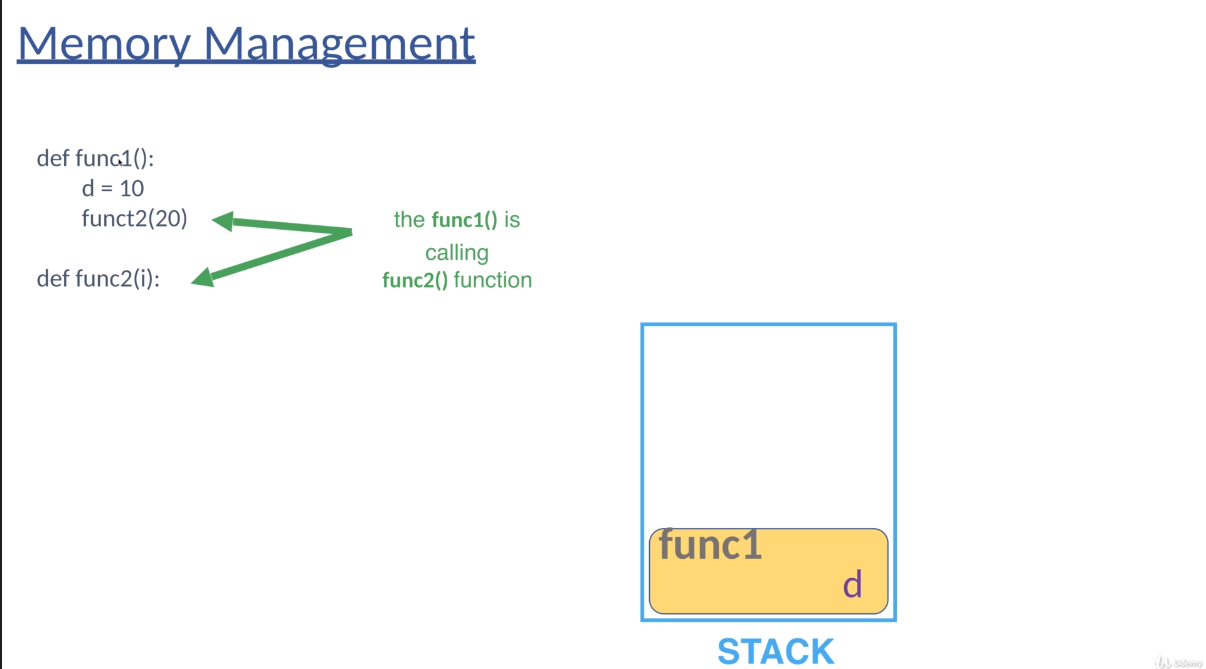 Memory Management
def func1():
d = 10
funct2(20)
def func2(i):
the func1() is
calling
func2() function
func1
d
STACK
Udemy